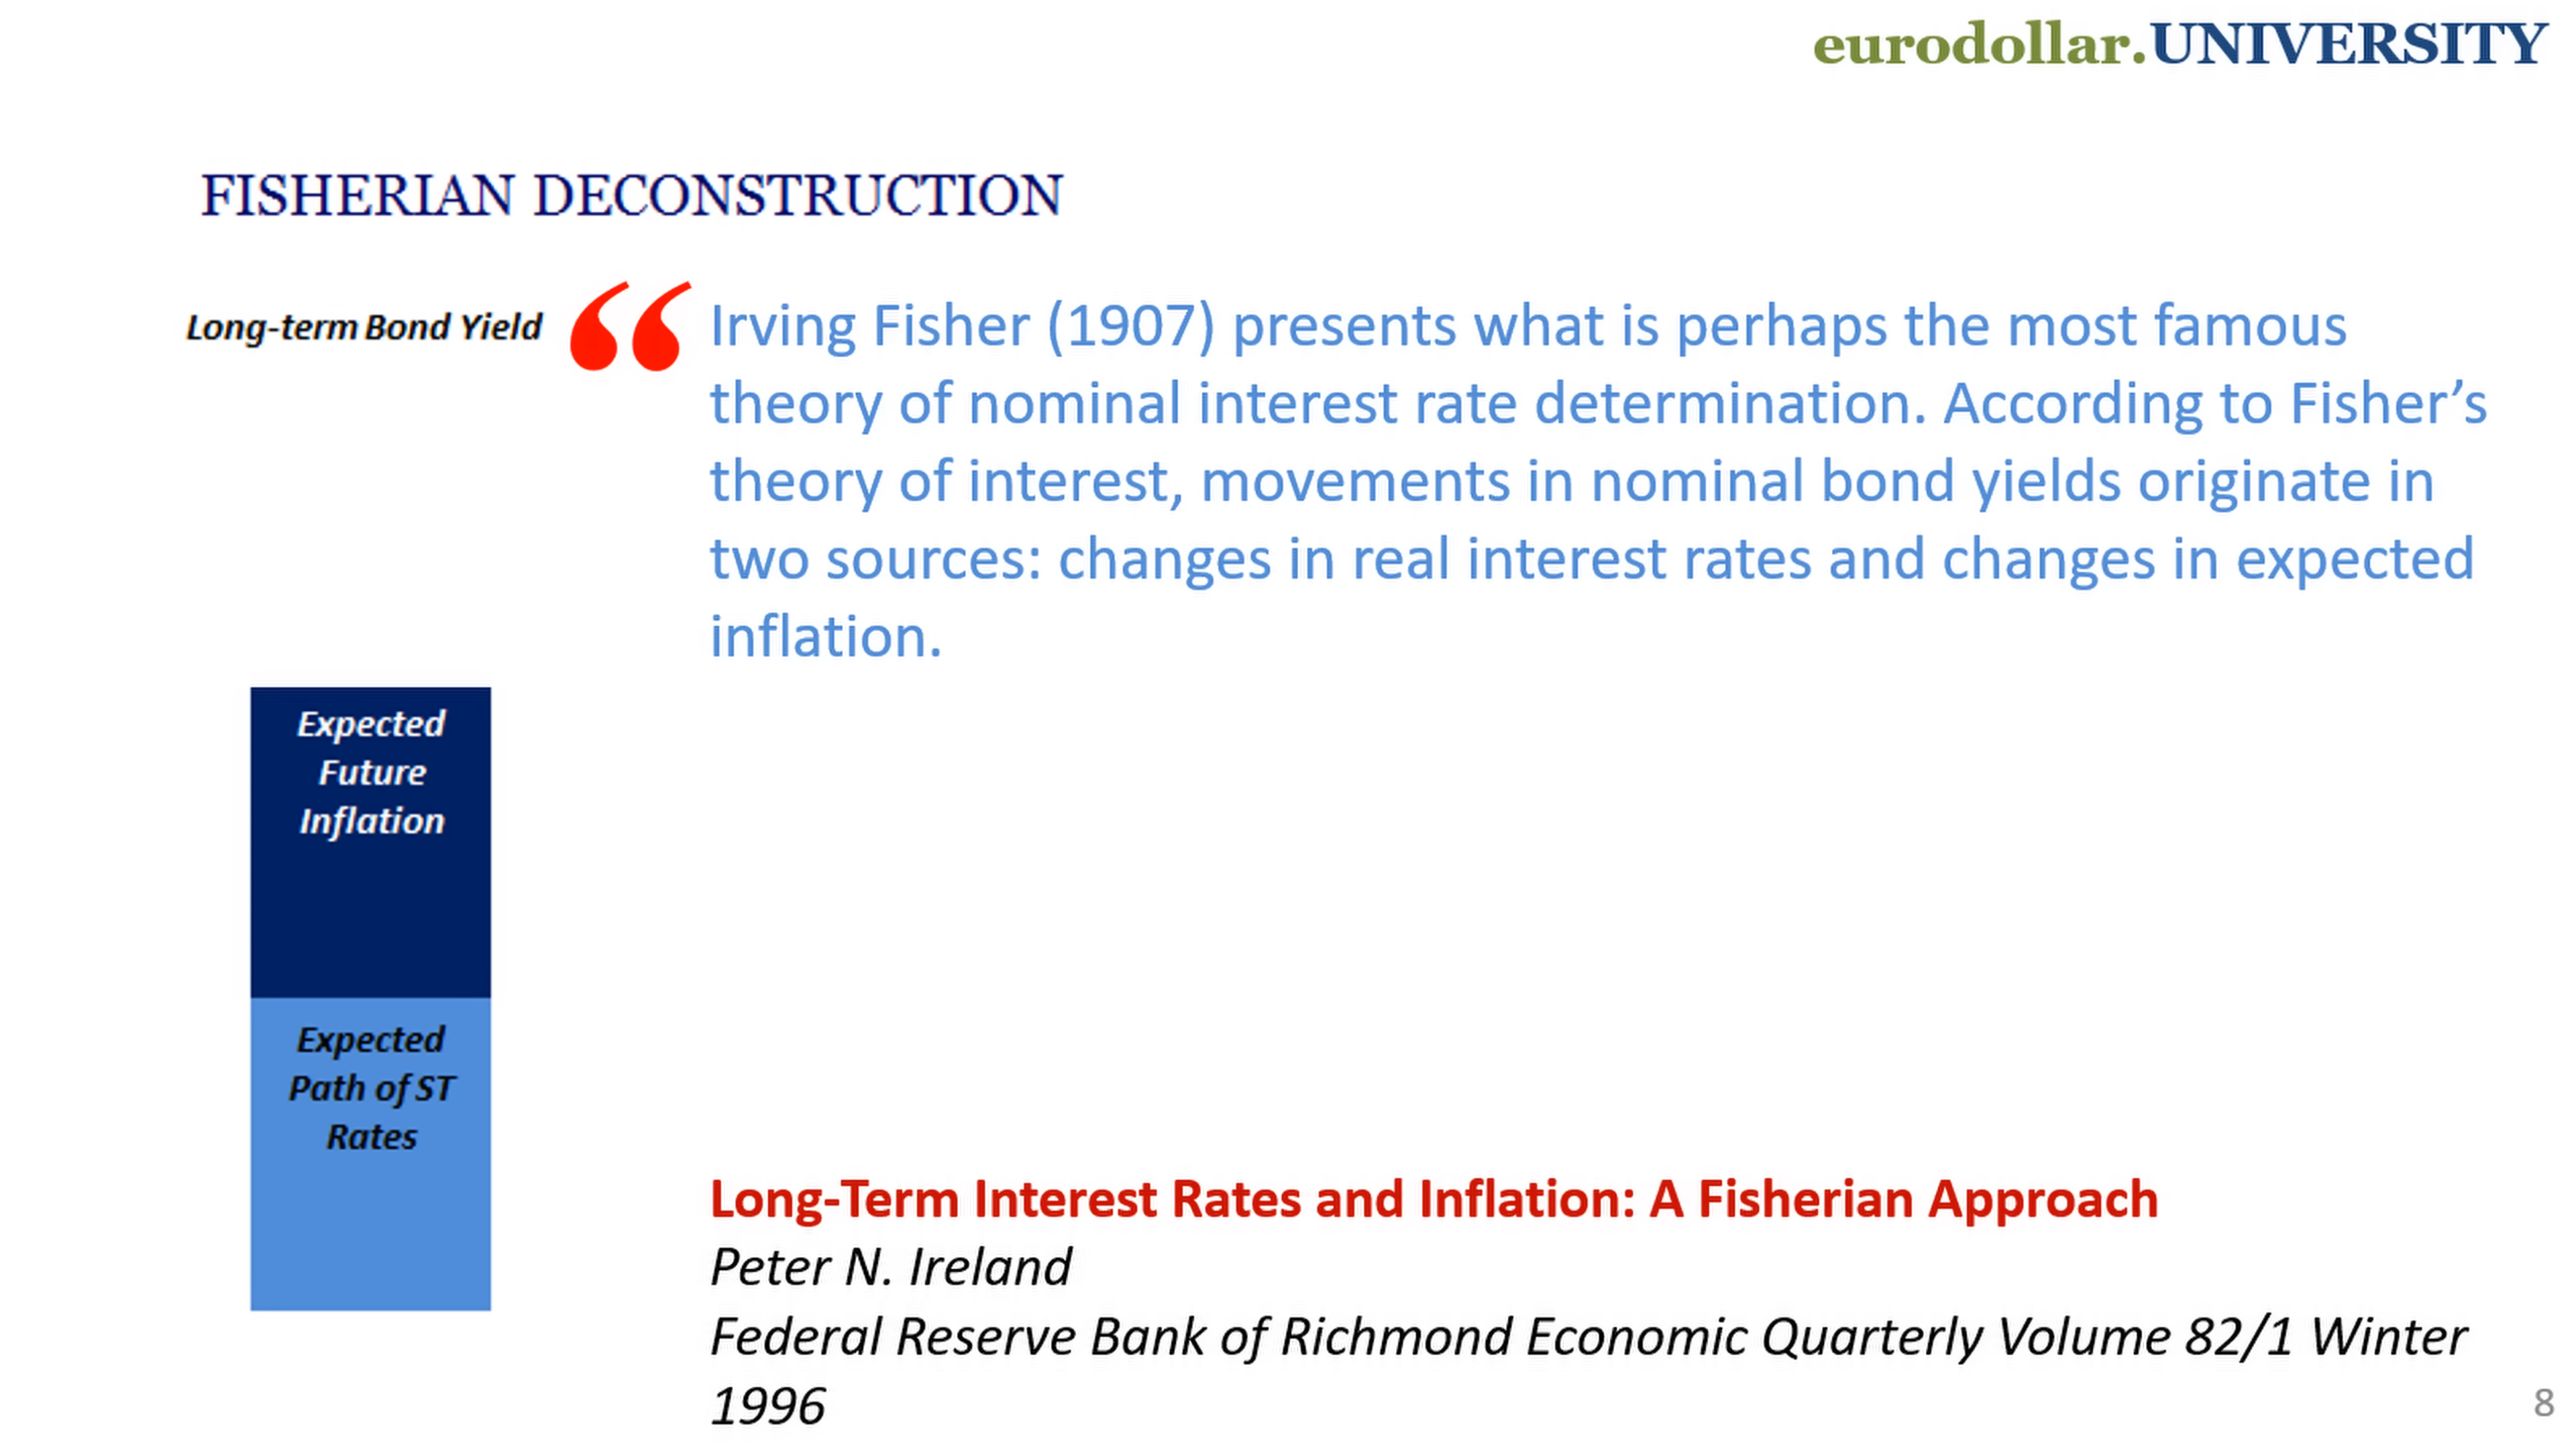 eurodollar.UNIVERSITY
FISHERIAN DECONSTRUCTION
Long-term Bond Yield
“ Irving Fisher (1907) presents what is perhaps the most famous
theory of nominal interest rate determination. According to Fisher’s
theory of interest, movements in nominal bond yields originate in
two sources: changes in real interest rates and changes in expected
inflation.
Expected
Future
Inflation
Expected
Path of ST
Rates
Long-Term Interest Rates and Inflation: A Fisherian Approach
Peter N. Ireland
Federal Reserve Bank of Richmond Economic Quarterly Volume 82/1 Winter
1996
8